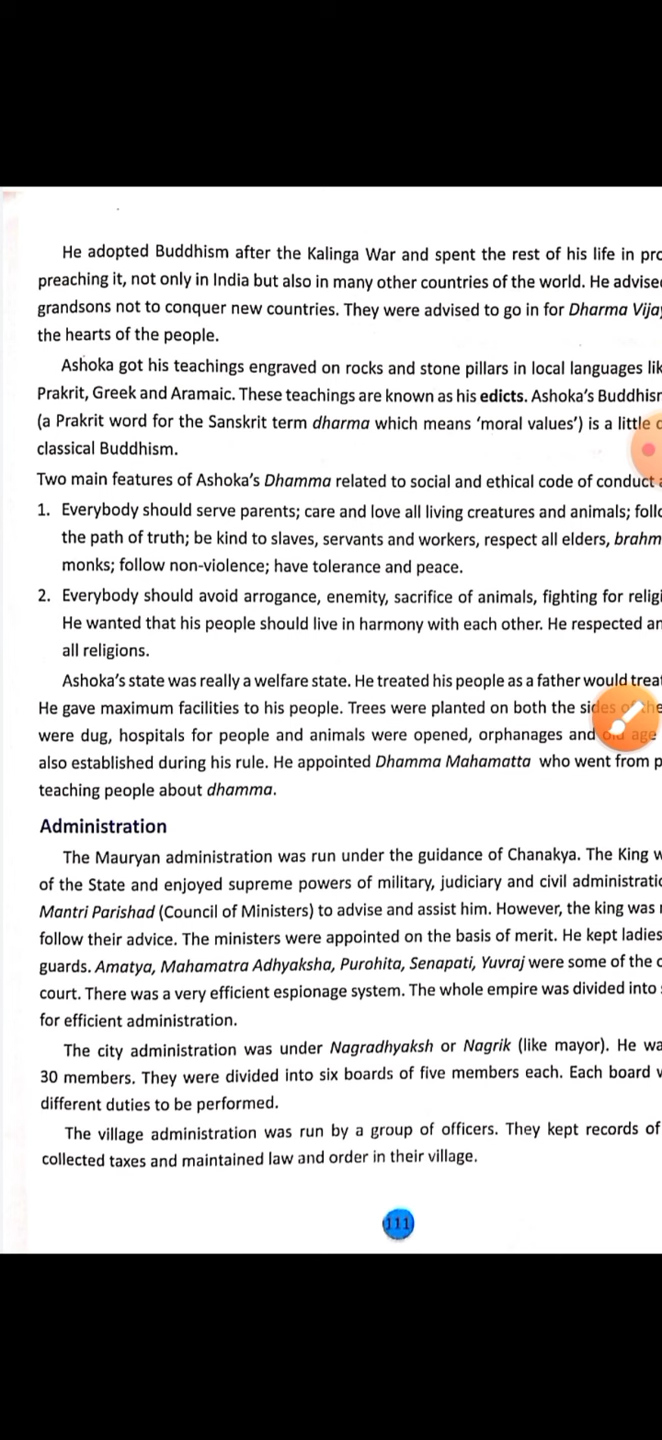 He adopted Buddhism after the Kalinga War and spent the rest of his life in pro
preaching it, not only in India but also in many other countries of the world. He advise
grandsons not to conquer new countries. They were advised to go in for Dharma Vijay
the hearts of the people.
Ashoka got his teachings engraved on rocks and stone pillars in local languages lik
Prakrit, Greek and Aramaic. These teachings are known as his edicts. Ashoka's Buddhis
(a Prakrit word for the Sanskrit term dharma which means 'moral values') is a little
classical Buddhism.
Two main features of Ashoka's Dhamma related to social and ethical code of conduct
1. Everybody should serve parents; care and love all living creatures and animals; follo
the path of truth; be kind to slaves, servants and workers, respect all elders, brahm
monks; follow non-violence; have tolerance and peace.
2. Everybody should avoid arrogance, enemity, sacrifice of animals, fighting for religi
He wanted that his people should live in harmony with each other. He respected an
all religions.
Ashoka's state was really a welfare state. He treated his people as a father would treat
He gave maximum facilities to his people. Trees were planted on both the sides of the
were dug, hospitals for people and animals were opened, orphanages and old age
also established during his rule. He appointed Dhamma Mahamatta who went from p
teaching people about dhamma.
Administration
The Mauryan administration was run under the guidance of Chanakya. The King w
of the State and enjoyed supreme powers of military, judiciary and civil administratio
Mantri Parishad (Council of Ministers) to advise and assist him. However, the king was
follow their advice. The ministers were appointed on the basis of merit. He kept ladies
guards. Amatya, Mahamatra Adhyaksha, Purohita, Senapati, Yuvraj were some of the
court. There was a very efficient espionage system. The whole empire was divided into
for efficient administration.
The city administration was under Nagradhyaksh or Nagrik (like mayor). He wa
30 members. They were divided into six boards of five members each. Each board
different duties to be performed.
The village administration was run by a group of officers. They kept records of
collected taxes and maintained law and order in their village.
111